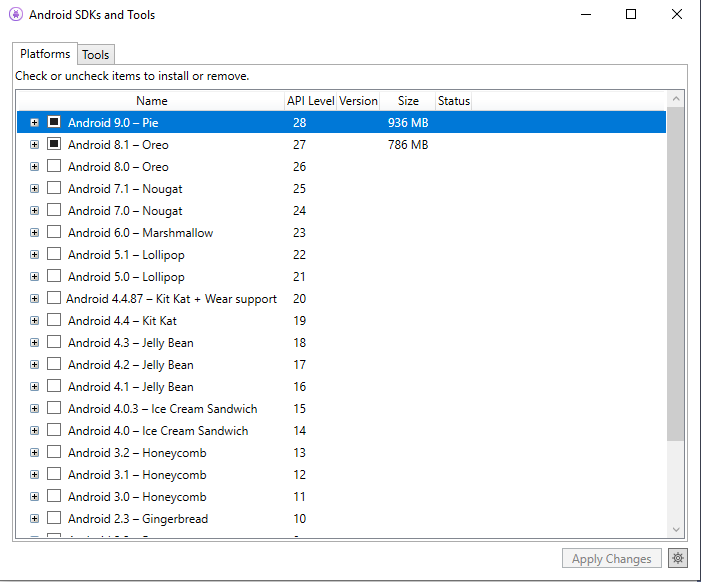 Android SDKs and Tools
Platforms Tools
Check or uncheck items to install or remove.
Name API Level Version Size Status
Android 9.0 – Pie 28 936 MB
Android 8.1 – Oreo 27 786 MB
Android 8.0 – Oreo 26
Android 7.1 – Nougat 25
Android 7.0 – Nougat 24
Android 6.0 – Marshmallow 23
Android 5.1 – Lollipop 22
Android 5.0 – Lollipop 21
Android 4.4.87 – Kit Kat + Wear support 20
Android 4.4 – Kit Kat 19
Android 4.3 – Jelly Bean 18
Android 4.2 – Jelly Bean 17
Android 4.1 – Jelly Bean 16
Android 4.0.3 – Ice Cream Sandwich 15
Android 4.0 – Ice Cream Sandwich 14
Android 3.2 – Honeycomb 13
Android 3.1 – Honeycomb 12
Android 3.0 – Honeycomb 11
Android 2.3 – Gingerbread 10
Apply Changes